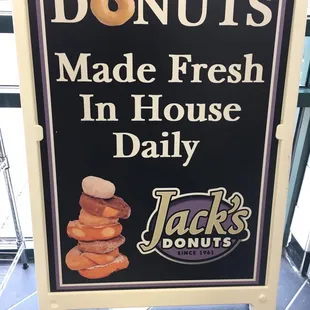 DONUTS
Made Fresh
In House
Daily
Jack's
DONUTS
SINCE 1961